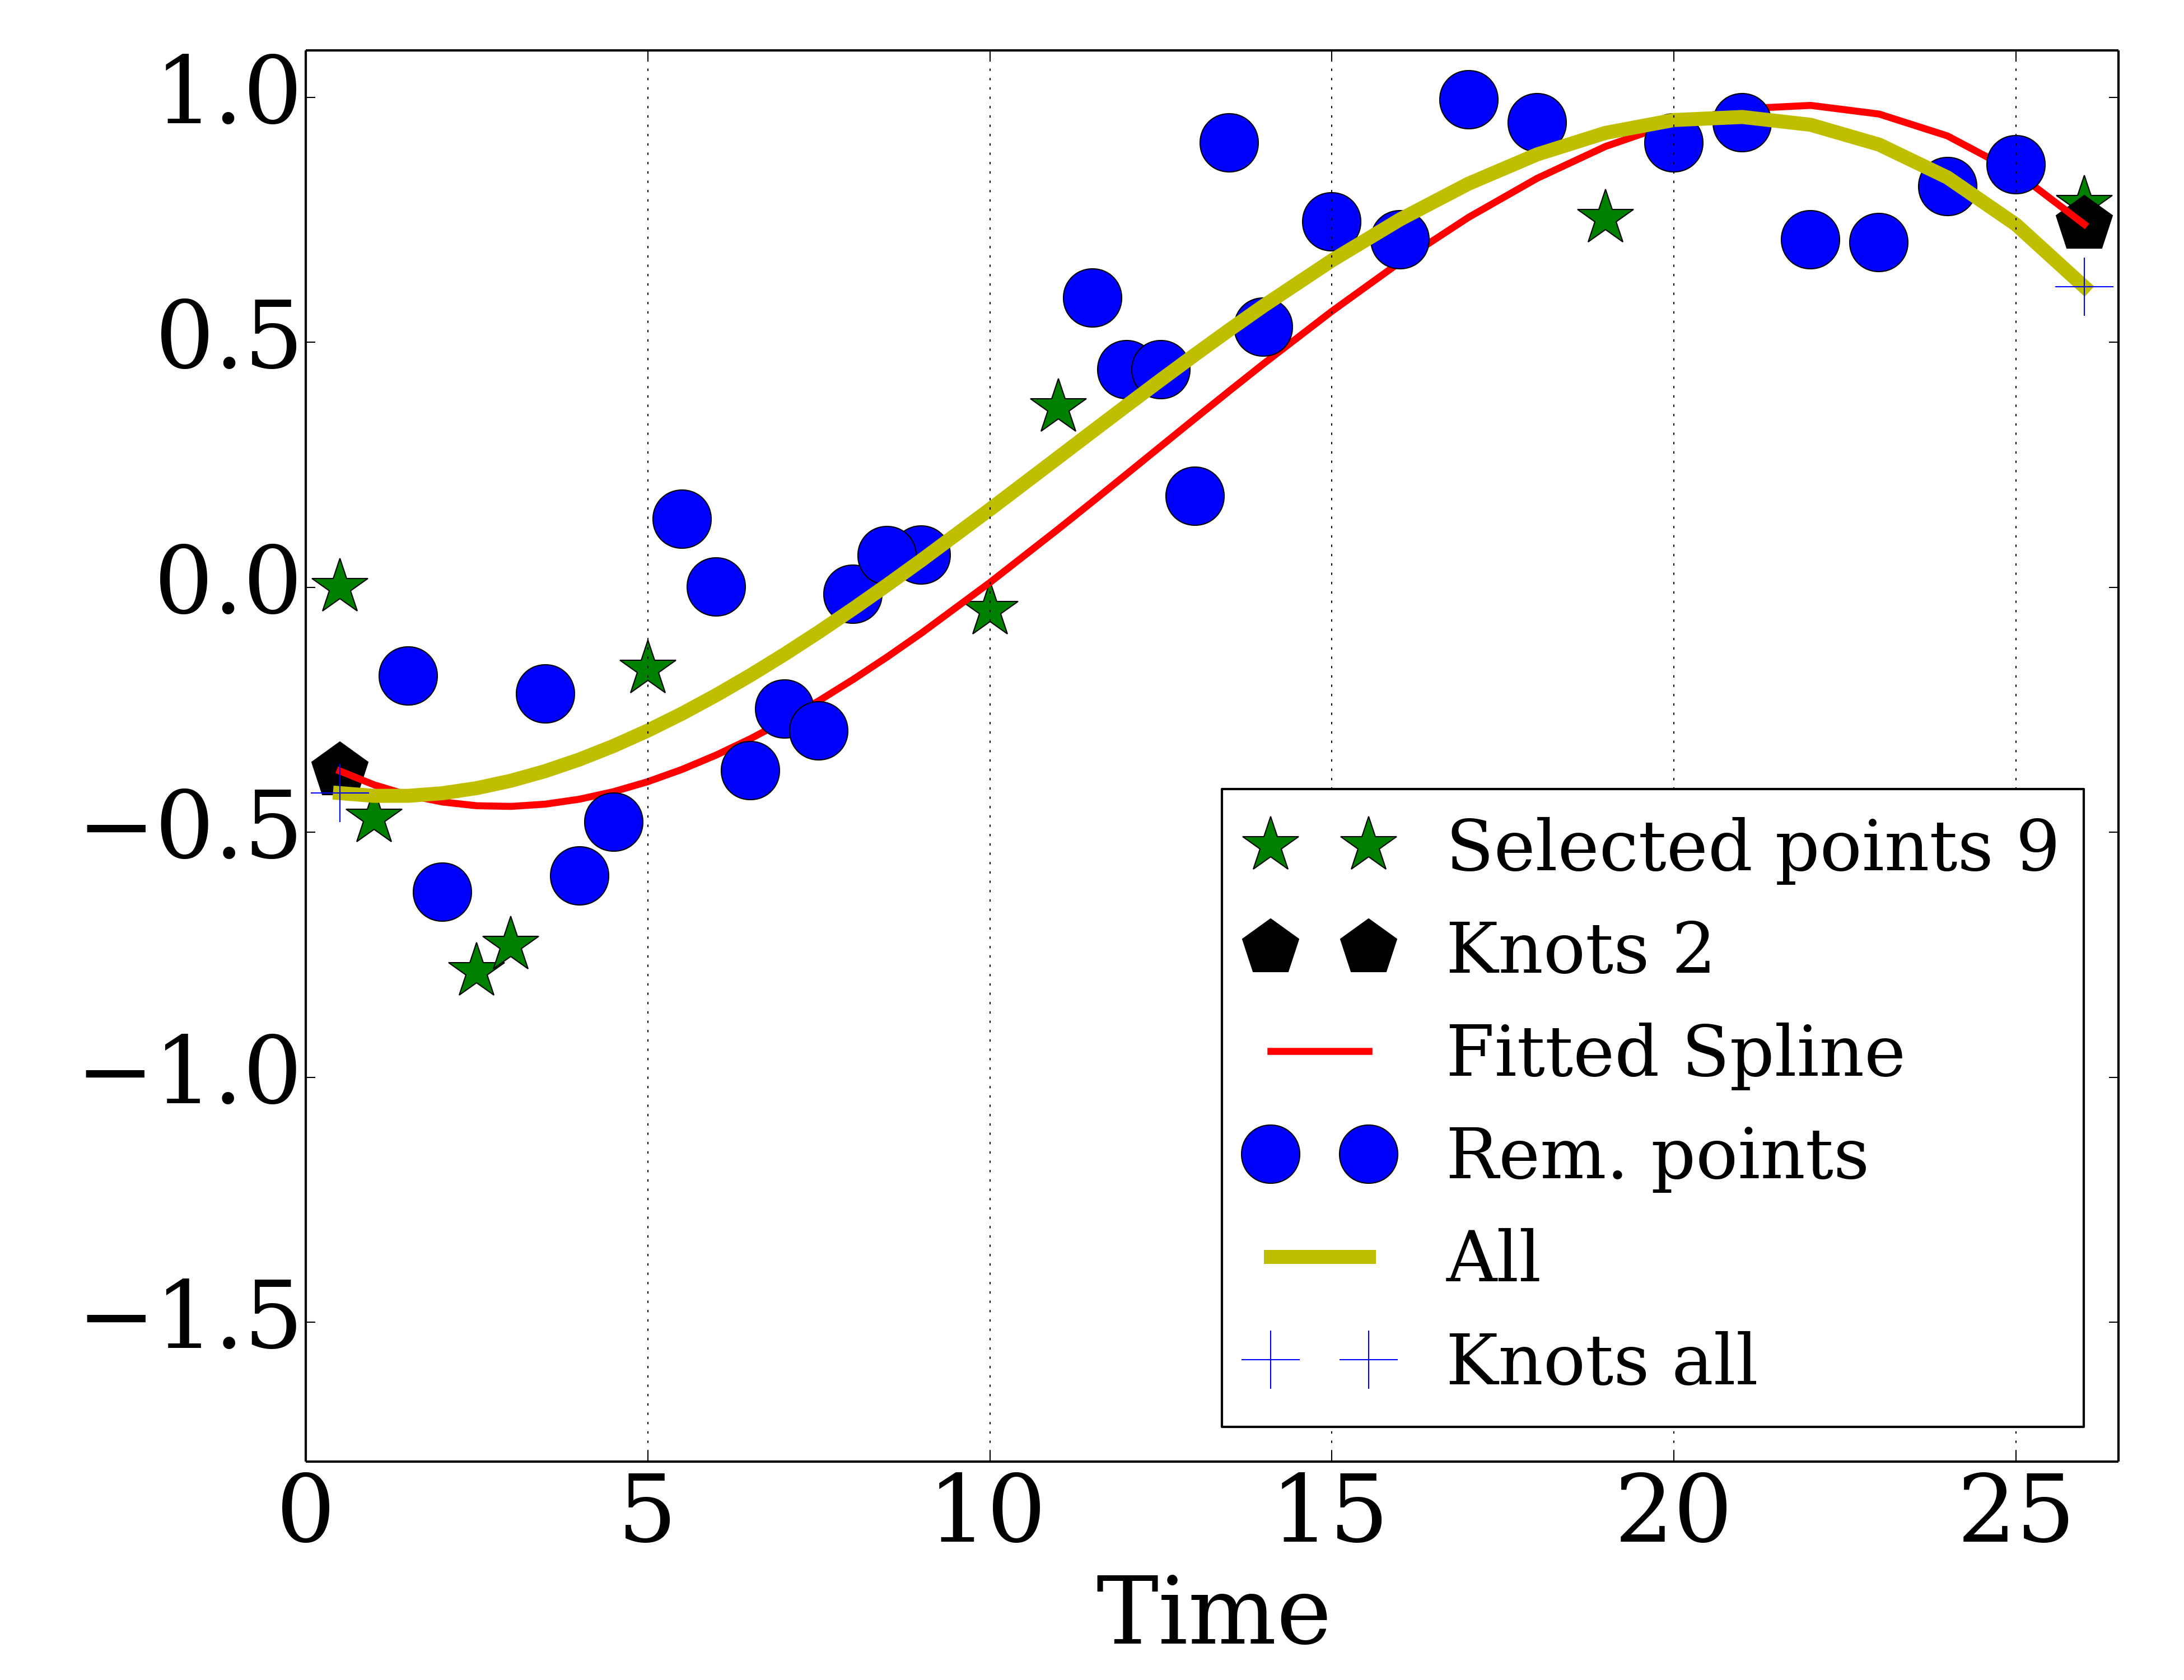 1.0
0.5
0.0
−0.5
−1.0
−1.5
0 5 10 15 20 25
Time
Selected points 9
Knots 2
Fitted Spline
Rem. points
All
Knots all